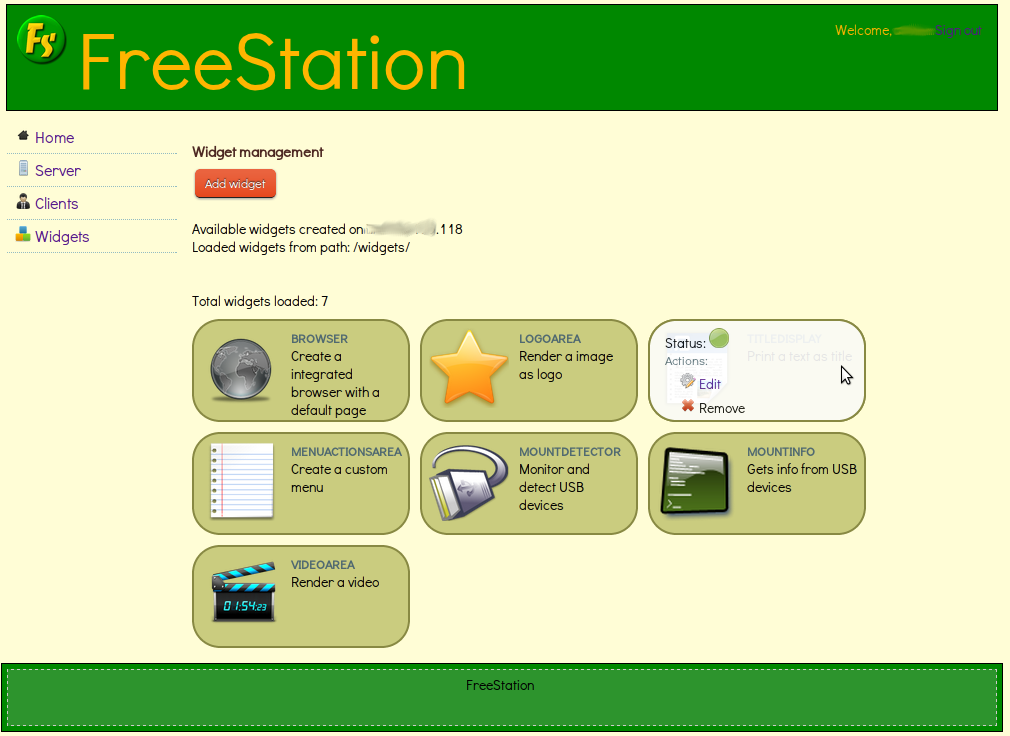 Fs
FreeStation
Welcome, Sign out
Home
Server
Clients
Widgets
Widget management
Add widget
Available widgets created on .118
Loaded widgets from path: /widgets/
Total widgets loaded: 7
BROWSER
Create a
integrated
browser with a
default page
LOGOAREA
Render a image
as logo
Status:
Actions:
Edit
Remove
TITLEDISPLAY
Print a text as title
MENUACTIONSAREA
Create a custom
menu
MOUNTDETECTOR
Monitor and
detect USB
devices
MOUNTINFO
Gets info from USB
devices
VIDEOAREA
Render a video
01:54:23
FreeStation